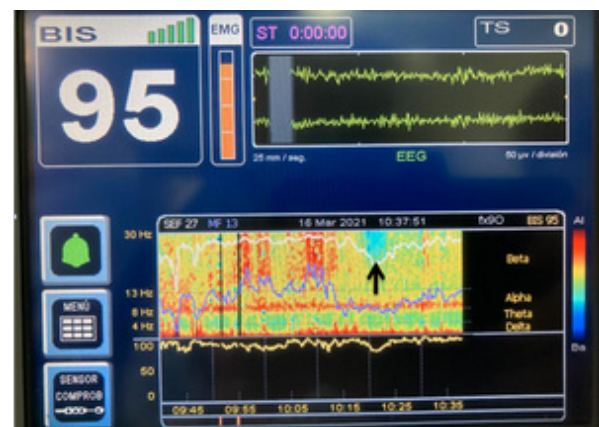 BIS
EMG
ST 0:00:00
TS 0
95
25 mm / seg.
EEG
50 µv / división
SEF 27 MF 13 16 Mar 2021 10:37:51 BIS 95
Al
30 Hz
Beta
13 Hz
Alpha
8 Hz
Theta
4 Hz
Delta
MENÚ
100
50
0
SENSOR
COMPROB
09:45 09:55 10:05 10:15 10:25 10:35